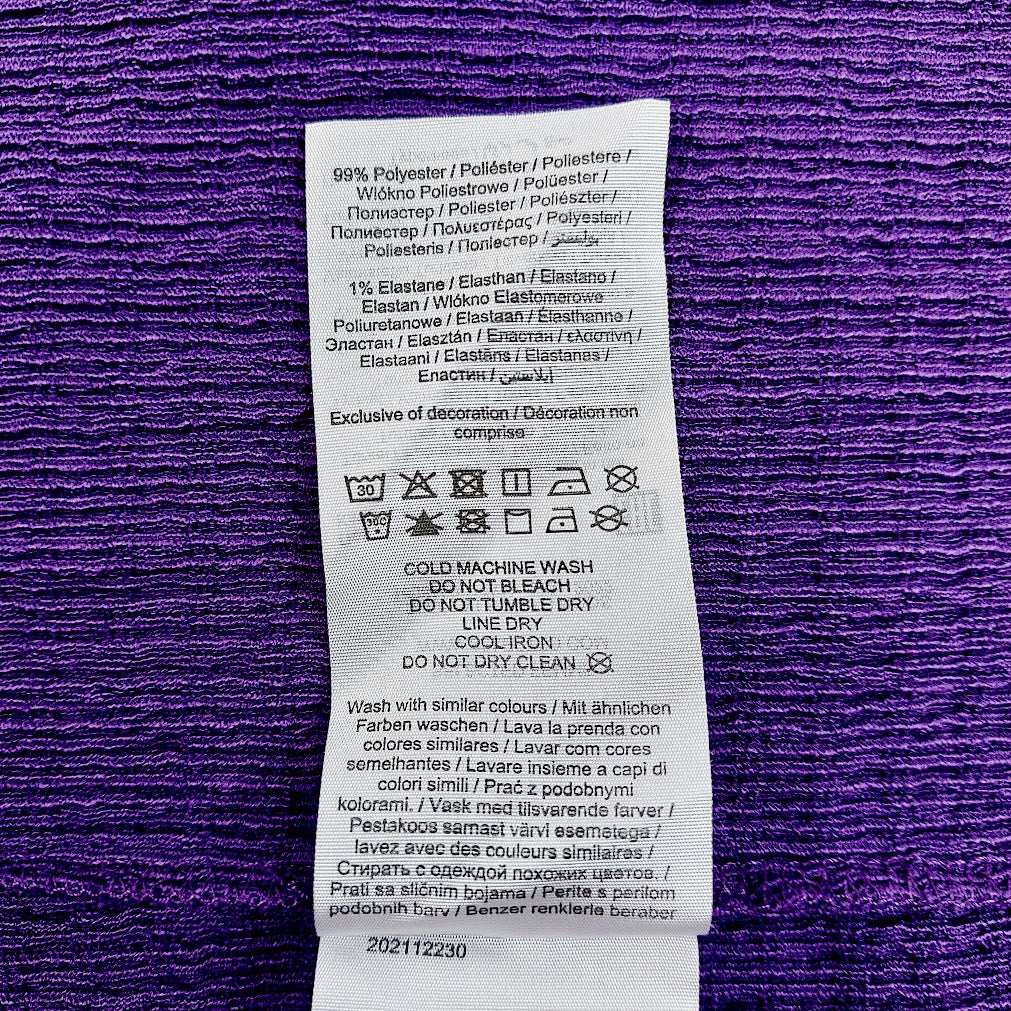 99% Polyester / Poliéster / Poliestere /
Wlókno Poliestrowe / Polüester /
Полиэстер / Poliester / Poliészter /
Полиестер / Πολυεστέρας / Polyesteri /
Poliesteris / Поліестер / بوليستر
1% Elastane / Elasthan / Elastano /
Elastan / Wlókno Elastomerowe
Poliuretanowe / Elastaan / Élasthanne /
Эластан / Elasztán / Еластан / ελαστίνη /
Elastaani / Elastāns / Elastanas /
Еластин / إيلاستين
Exclusive of decoration / Décoration non
comprise
30
30C
COLD MACHINE WASH
DO NOT BLEACH
DO NOT TUMBLE DRY
LINE DRY
COOL IRON
DO NOT DRY CLEAN
Wash with similar colours / Mit ähnlichen
Farben waschen / Lava la prenda con
colores similares / Lavar com cores
semelhantes / Lavare insieme a capi di
colori simili / Prać z podobnymi
kolorami. / Vask med tilsvarende farver /
Pestakoos samast värvi esemetega /
lavez avec des couleurs similaires /
Стирать с одеждой похожих цветов. /
Prati sa sličnim bojama / Perite s perilom
podobnih barv / Benzer renklerle beraber
202112230